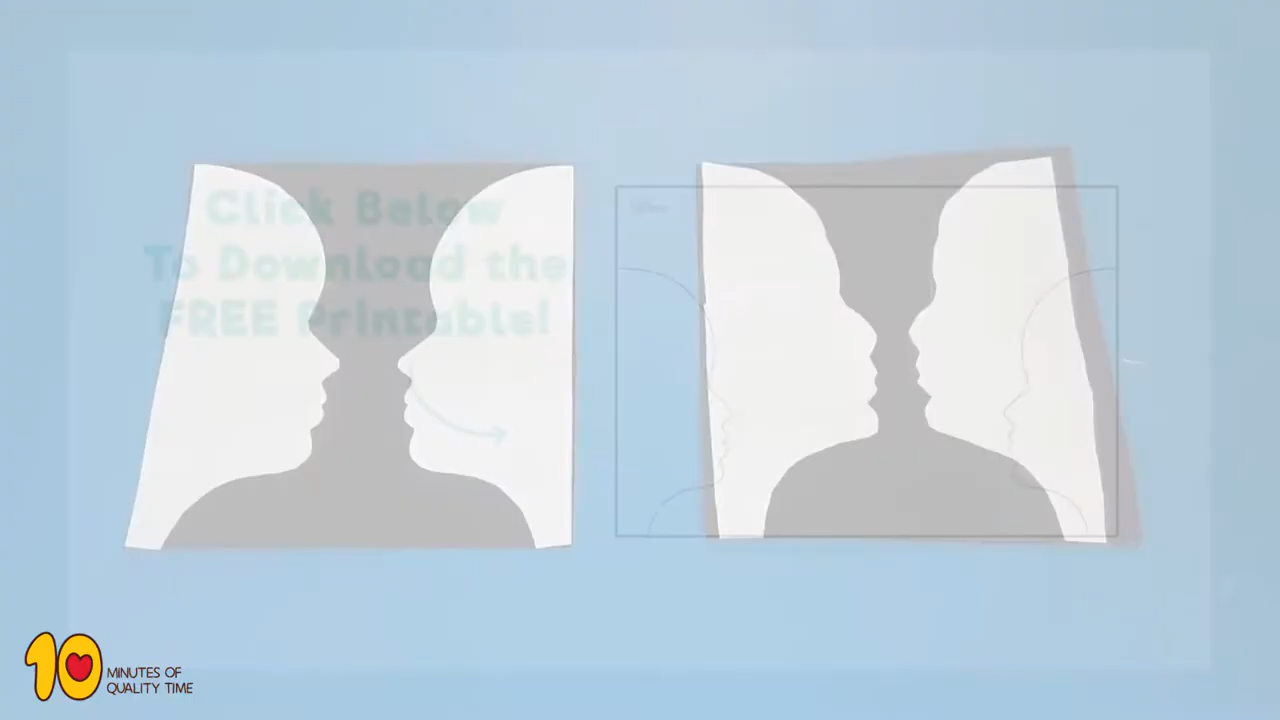 Click Below
To Download the
FREE Printable!
10 MINUTES OF
QUALITY TIME